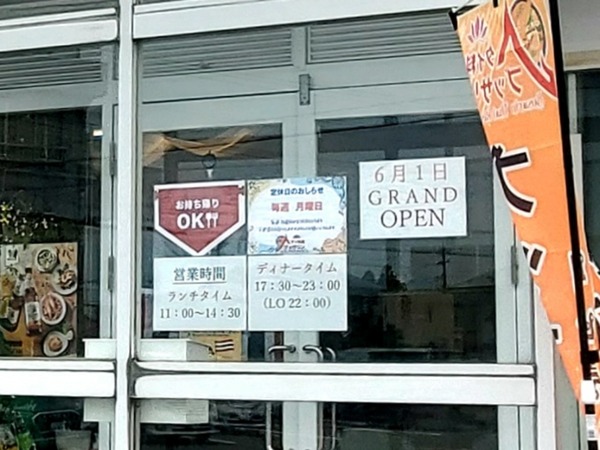 お持ち帰り
OK
定休日のおしらせ
毎週 月曜日
営業時間
ランチタイム
11:00～14:30
ディナータイム
17:30～23:00
(LO 22:00)
6月1日
GRAND
OPEN